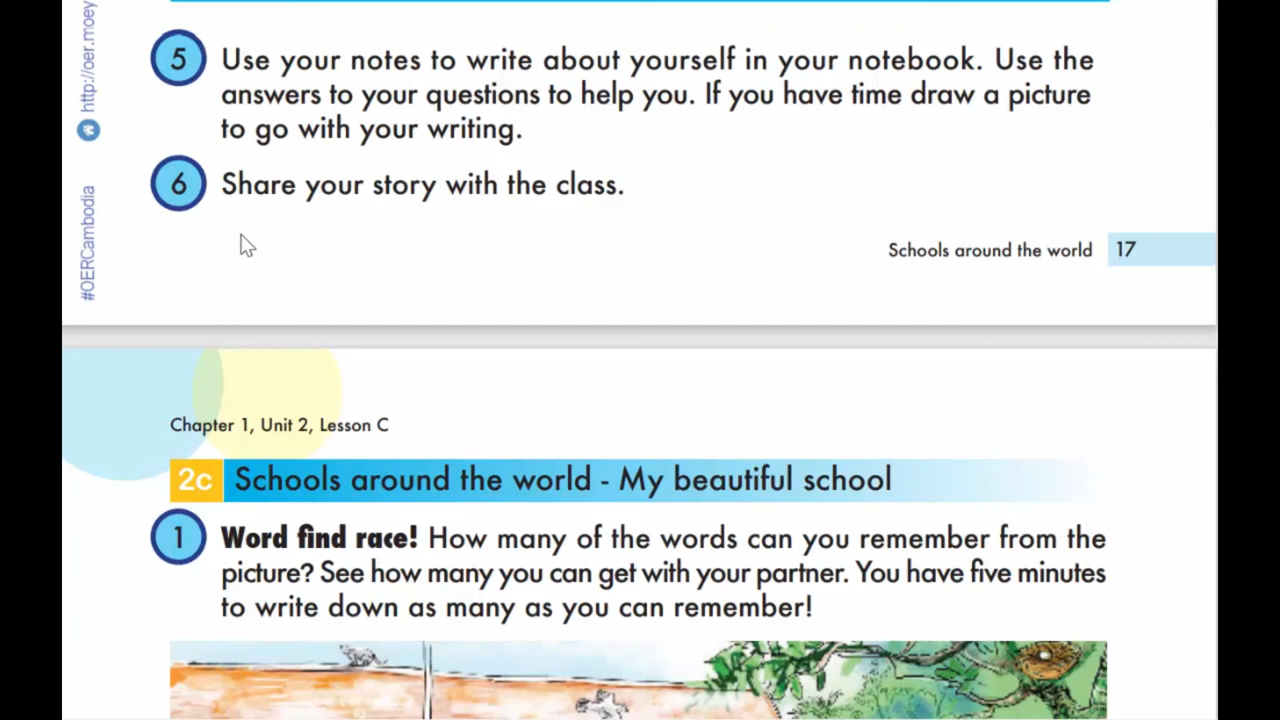 http://oer.moey
#OERCambodia
5 Use your notes to write about yourself in your notebook. Use the
answers to your questions to help you. If you have time draw a picture
to go with your writing.
6 Share your story with the class.
Schools around the world 17
Chapter 1, Unit 2, Lesson C
2c Schools around the world - My beautiful school
1 Word find race! How many of the words can you remember from the
picture? See how many you can get with your partner. You have five minutes
to write down as many as you can remember!